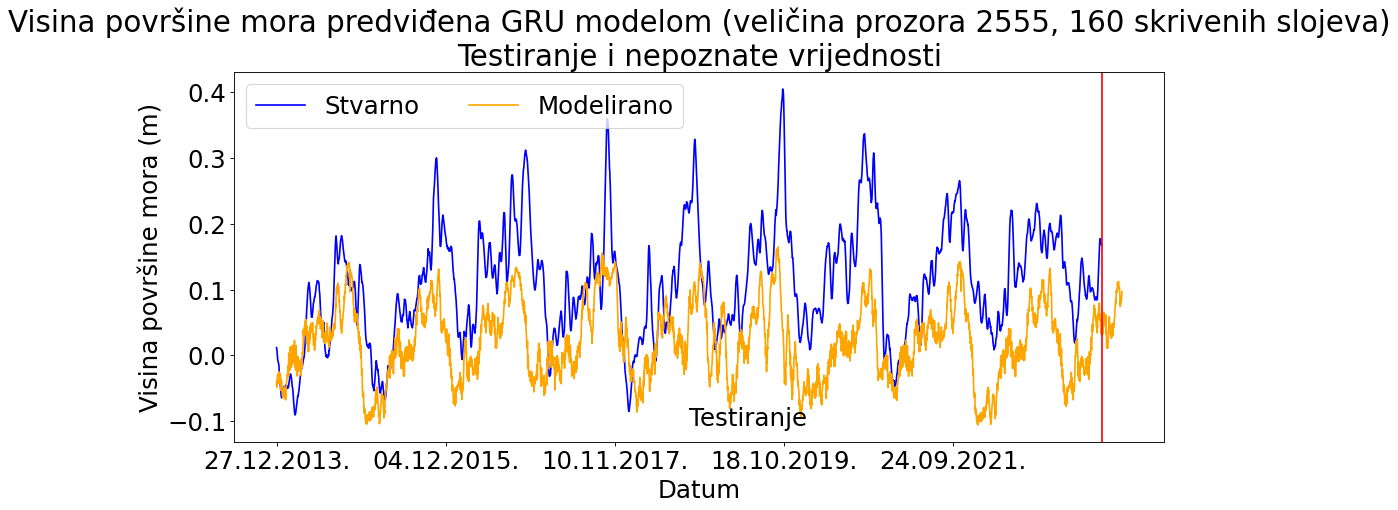 Visina površine mora predviđena GRU modelom (veličina prozora 2555, 160 skrivenih slojeva)
Testiranje i nepoznate vrijednosti
Stvarno Modelirano
Visina površine mora (m)
0.4
0.3
0.2
0.1
0.0
−0.1
Testiranje
27.12.2013. 04.12.2015. 10.11.2017. 18.10.2019. 24.09.2021.
Datum